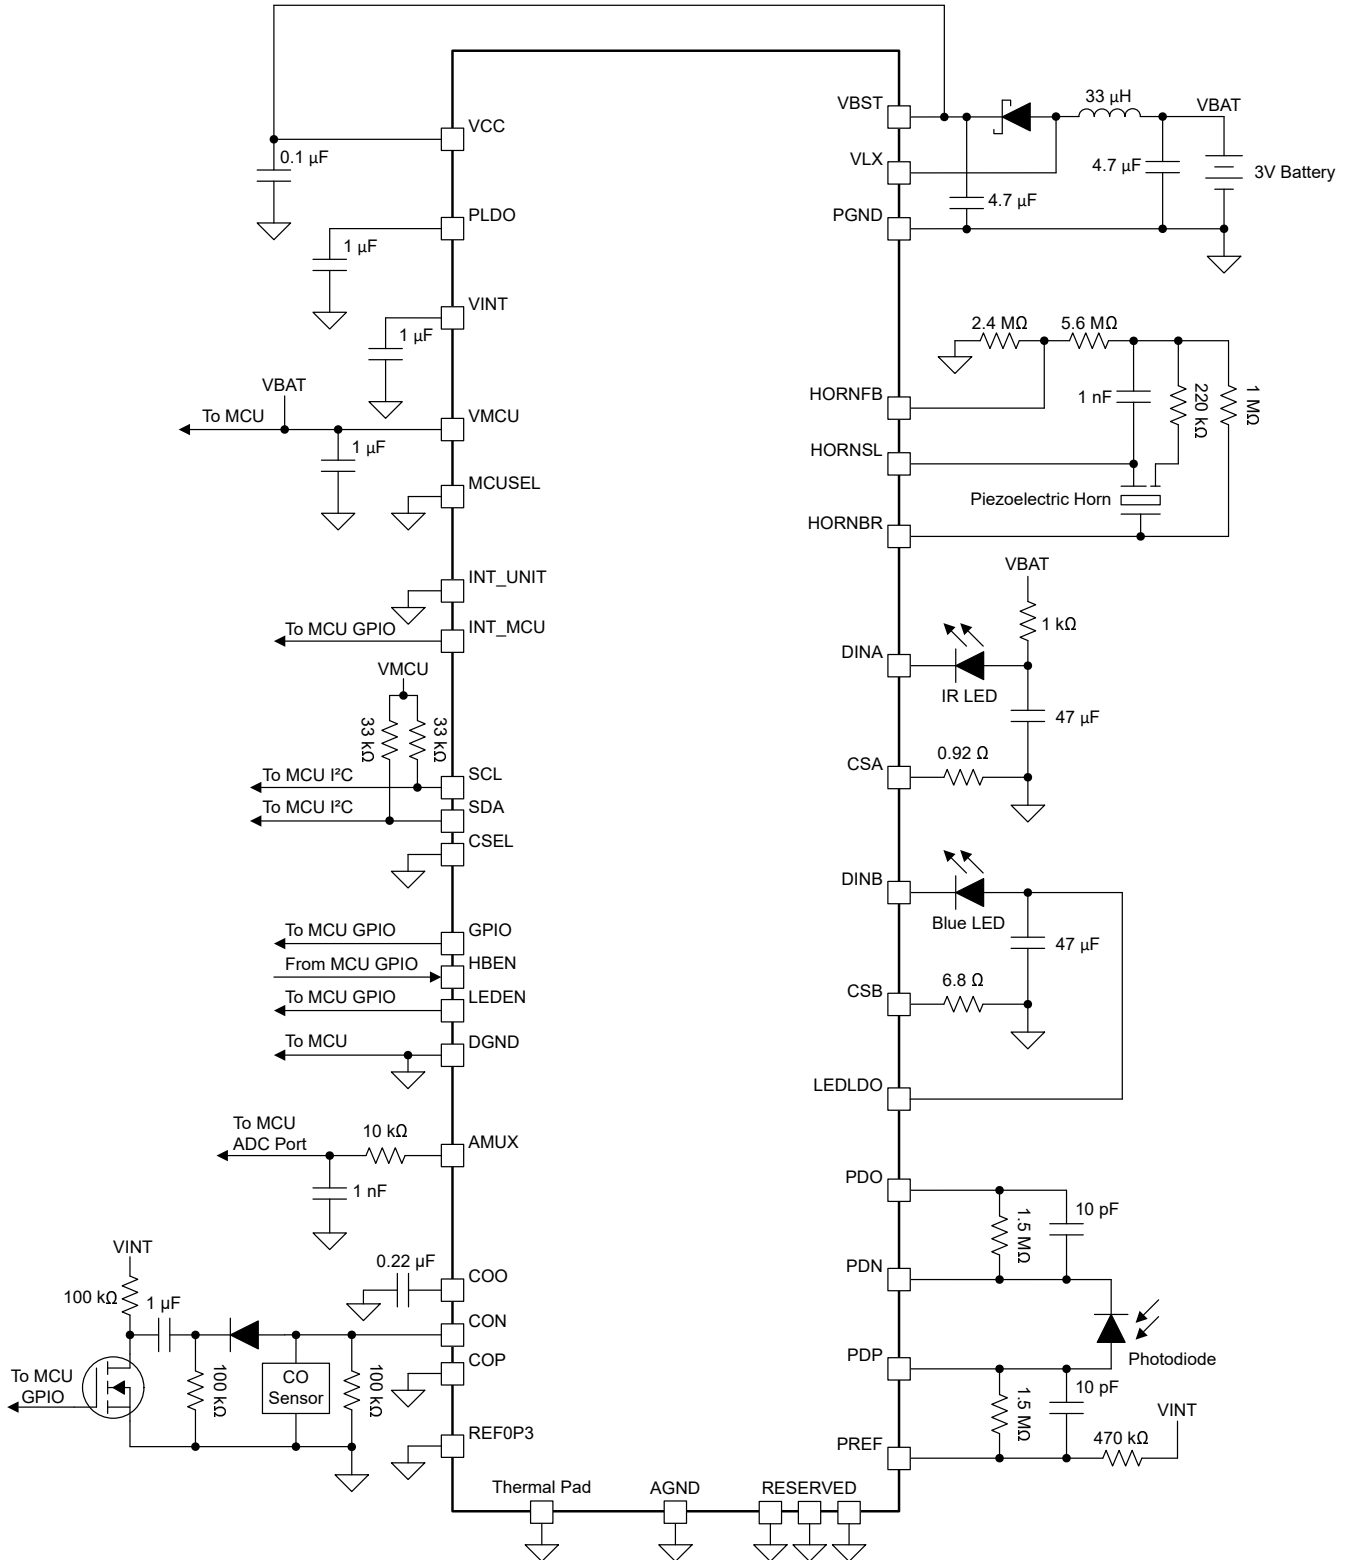 VCC
0.1 µF
PLDO
1 µF
VINT
1 µF
VBAT
To MCU
VMCU
1 µF
MCUSEL
INT_UNIT
To MCU GPIO
INT_MCU
VMCU
33 kΩ
33 kΩ
To MCU I²C
SCL
To MCU I²C
SDA
CSEL
To MCU GPIO
GPIO
From MCU GPIO
HBEN
To MCU GPIO
LEDEN
To MCU
DGND
To MCU
ADC Port
10 kΩ
AMUX
1 nF
VINT
100 kΩ
1 µF
0.22 µF
COO
CON
COP
To MCU
GPIO
100 kΩ
CO
Sensor
100 kΩ
REF0P3
Thermal Pad
AGND
RESERVED
VBST
33 µH
VBAT
VLX
4.7 µF
3V Battery
4.7 µF
PGND
2.4 MΩ
5.6 MΩ
HORNFB
1 nF
220 kΩ
1 MΩ
HORNSL
Piezoelectric Horn
HORNBR
VBAT
1 kΩ
DINA
IR LED
47 µF
0.92 Ω
CSA
DINB
Blue LED
47 µF
6.8 Ω
CSB
LEDLDO
PDO
1.5 MΩ
10 pF
PDN
Photodiode
PDP
1.5 MΩ
10 pF
VINT
470 kΩ
PREF